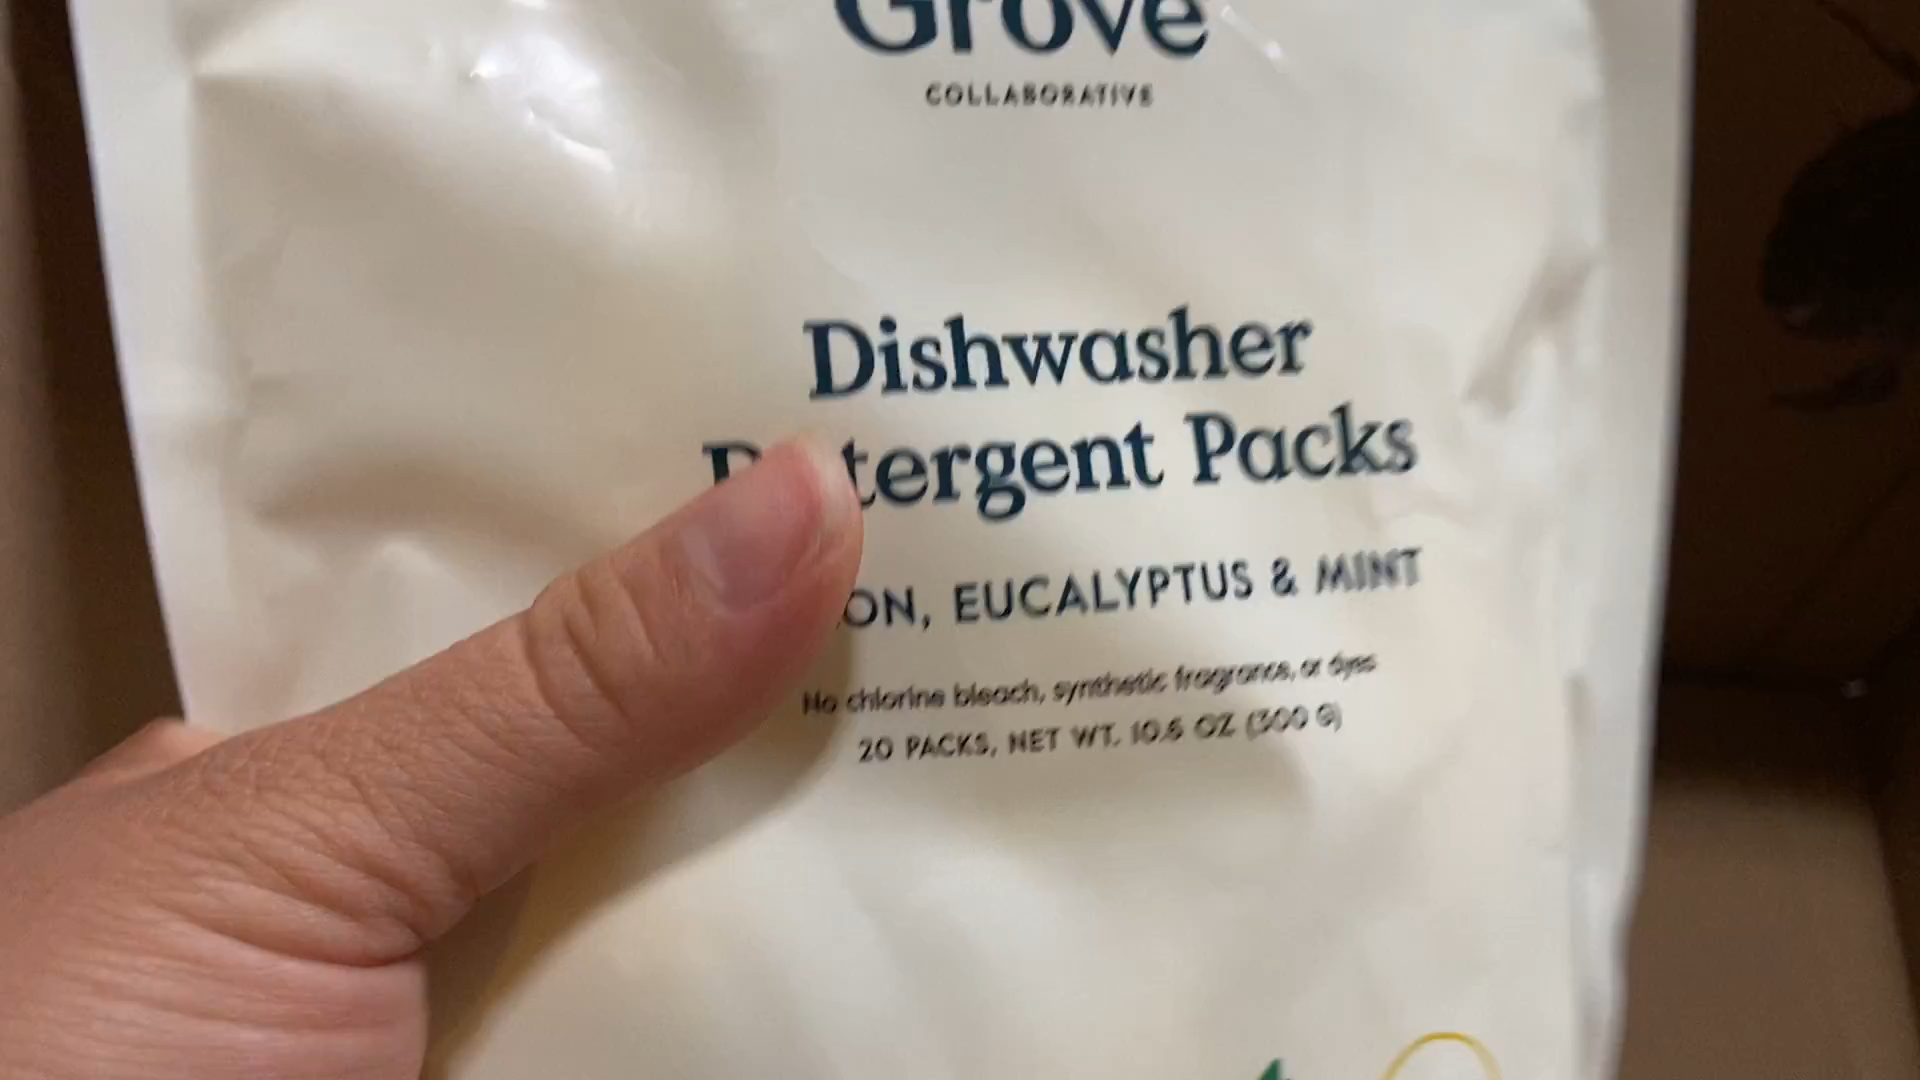 Grove
COLLABORATIVE
Dishwasher
tergent Packs
ON, EUCALYPTUS & MINT
No chlorine bleach, synthetic fragrance, or dyes
20 PACKS, NET WT. 10.6 OZ (300 G)